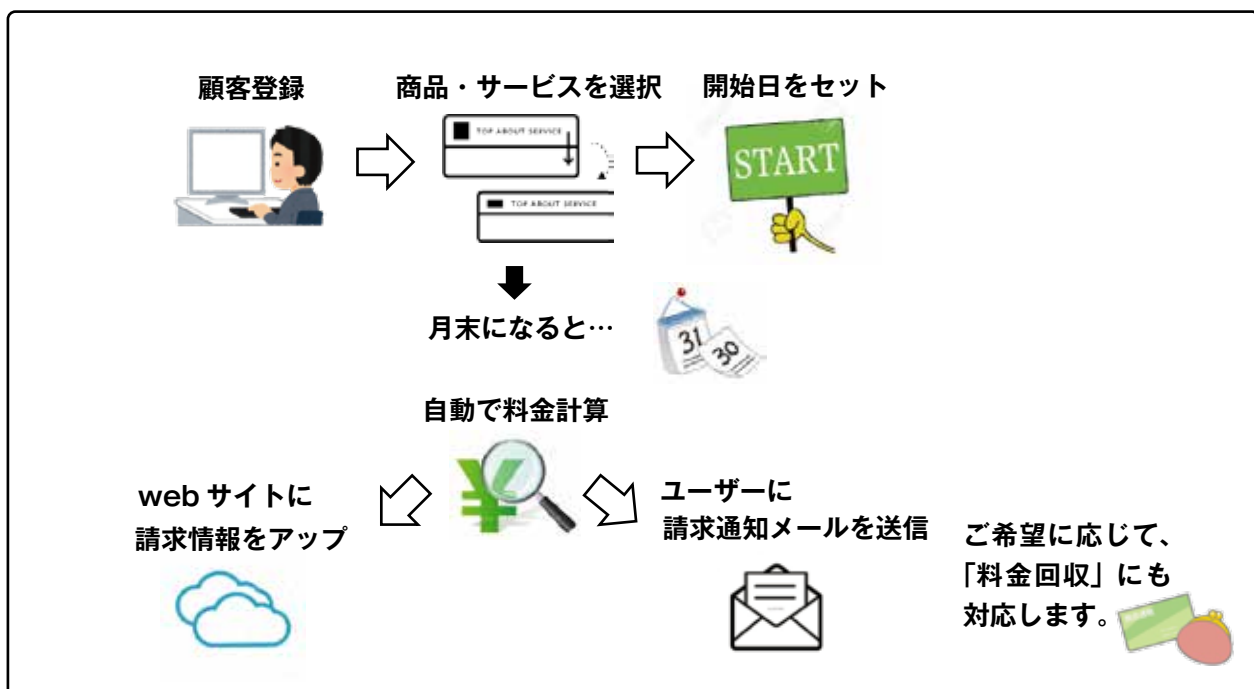 顧客登録
商品・サービスを選択
開始日をセット
TOP ABOUT SERVICE
TOP ABOUT SERVICE
START
月末になると…
31
30
自動で料金計算
¥
web サイトに
請求情報をアップ
ユーザーに
請求通知メールを送信
ご希望に応じて、
「料金回収」にも
対応します。